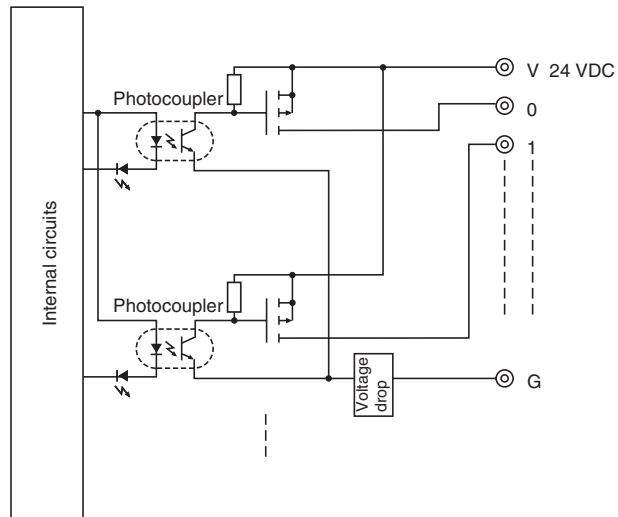 V 24 VDC
Photocoupler
0
1
Internal circuits
Photocoupler
Voltage
drop
G